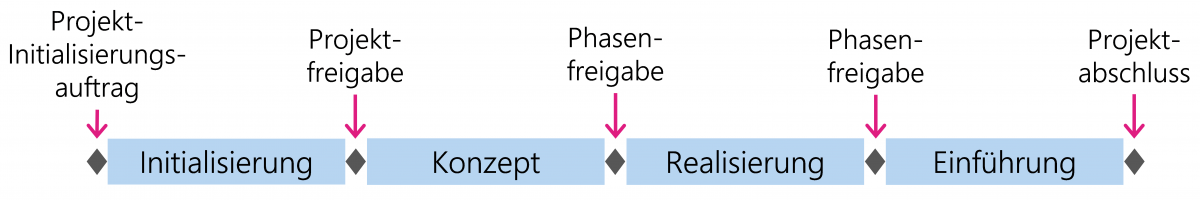 Projekt-
Initialisierungs-
auftrag
Projekt-
freigabe
Phasen-
freigabe
Phasen-
freigabe
Projekt-
abschluss
Initialisierung
Konzept
Realisierung
Einführung